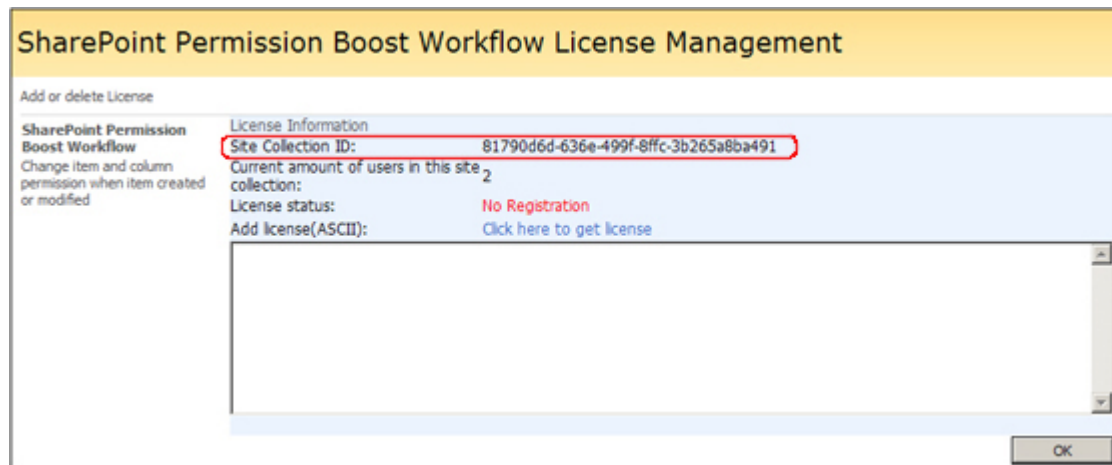 SharePoint Permission Boost Workflow License Management
Add or delete License
SharePoint Permission
Boost Workflow
Change item and column
permission when item created
or modified
License Information
Site Collection ID: 81790d6d-636e-499f-8ffc-3b265a8ba491
Current amount of users in this site 2
collection:
License status: No Registration
Add license(ASCII): Click here to get license
OK